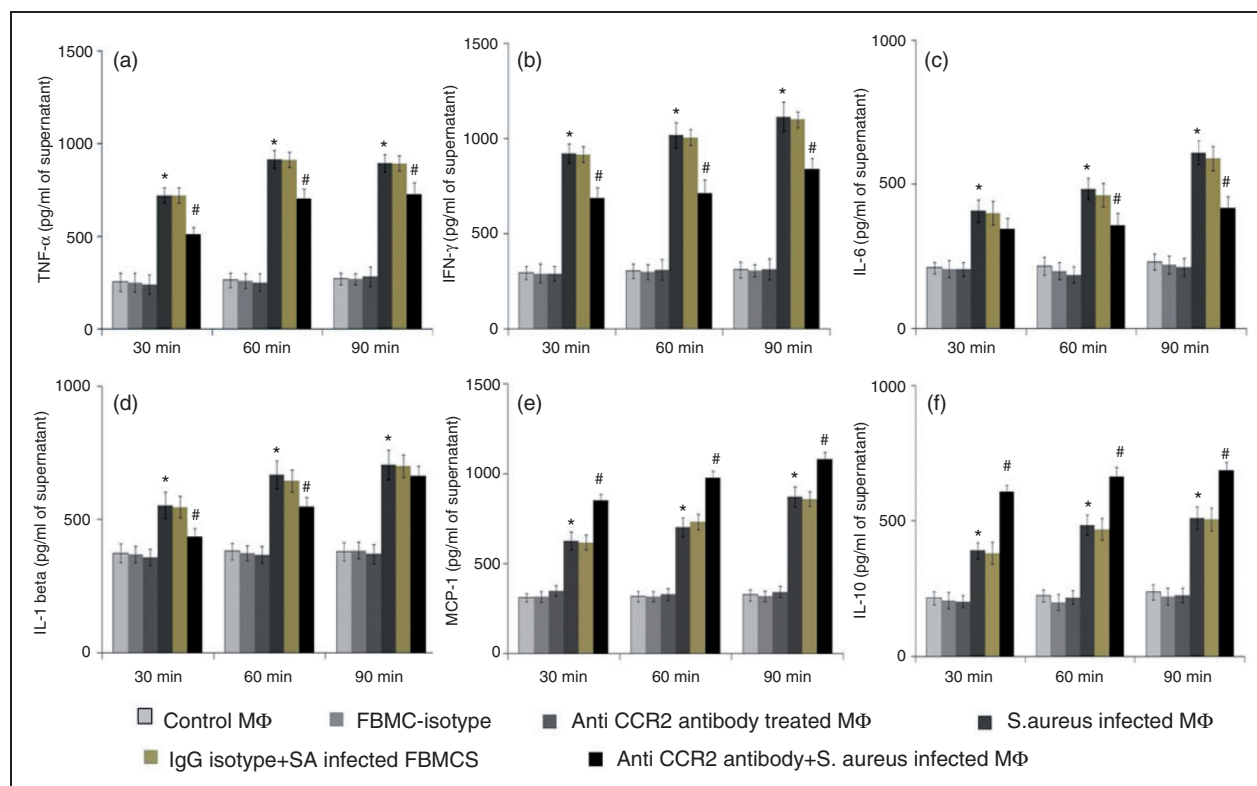 1500
(a)
1000
500
0
TNF-α (pg/ml of supernatant)
* * *
# # #
30 min 60 min 90 min
1500
(b)
1000
500
0
IFN-γ (pg/ml of supernatant)
* * *
# # #
30 min 60 min 90 min
1000
(c)
500
0
IL-6 (pg/ml of supernatant)
* * *
# #
30 min 60 min 90 min
1000
(d)
500
0
IL-1 beta (pg/ml of supernatant)
* * *
# #
30 min 60 min 90 min
1500
(e)
1000
500
0
MCP-1 (pg/ml of supernatant)
* * *
# # #
30 min 60 min 90 min
1000
(f)
500
0
IL-10 (pg/ml of supernatant)
* * *
# # #
30 min 60 min 90 min
Control MΦ FBMC-isotype Anti CCR2 antibody treated MΦ S.aureus infected MΦ
IgG isotype+SA infected FBMCS Anti CCR2 antibody+S. aureus infected MΦ